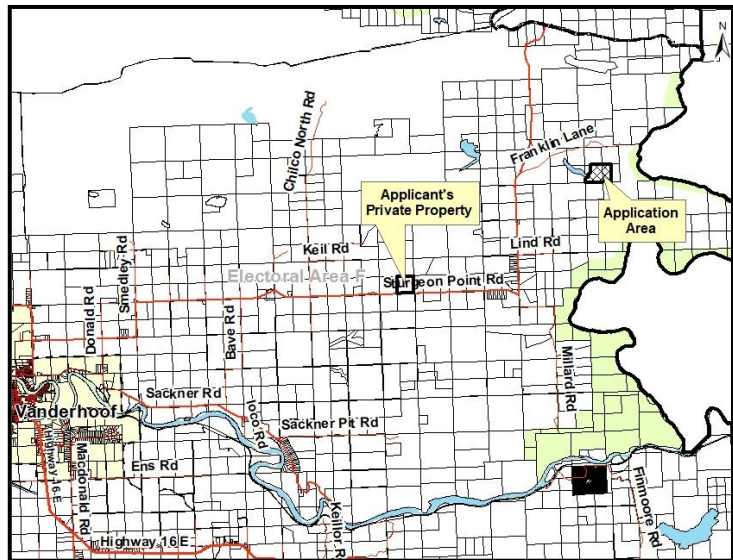 N
Chilco North Rd
Franklin Lane
Applicant's
Private Property
Application
Area
Keil Rd
Lind Rd
Electoral Area F
Sturgeon Point Rd
Smedley Rd
Donald Rd
Bave Rd
Millard Rd
Sackner Rd
Vanderhoof
loco Rd
Sackner Pit Rd
Ens Rd
Highway 16 E
Macdonald Rd
Keillor R
Finmoore Rd
Highway 16 E